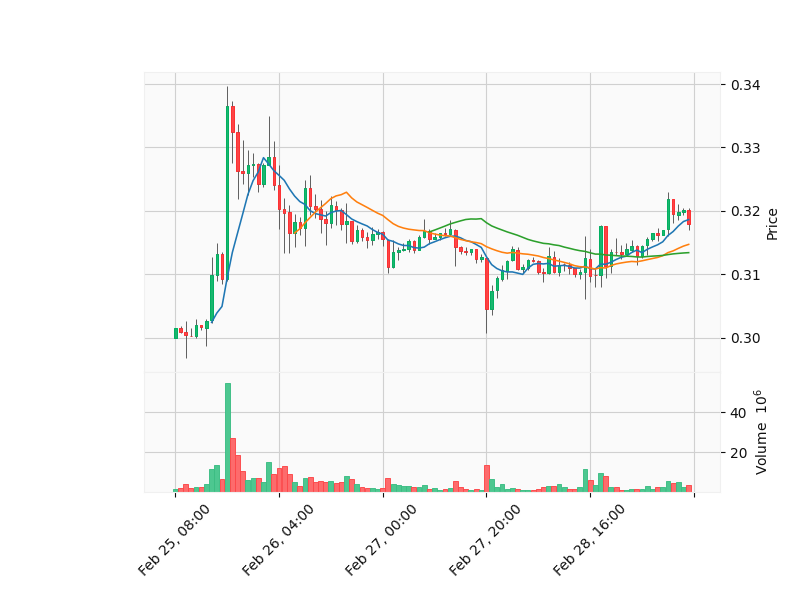 0.34
0.33
0.32
0.31
0.30
Price
40
20
Volume 10⁶
Feb 25, 08:00
Feb 26, 04:00
Feb 27, 00:00
Feb 27, 20:00
Feb 28, 16:00